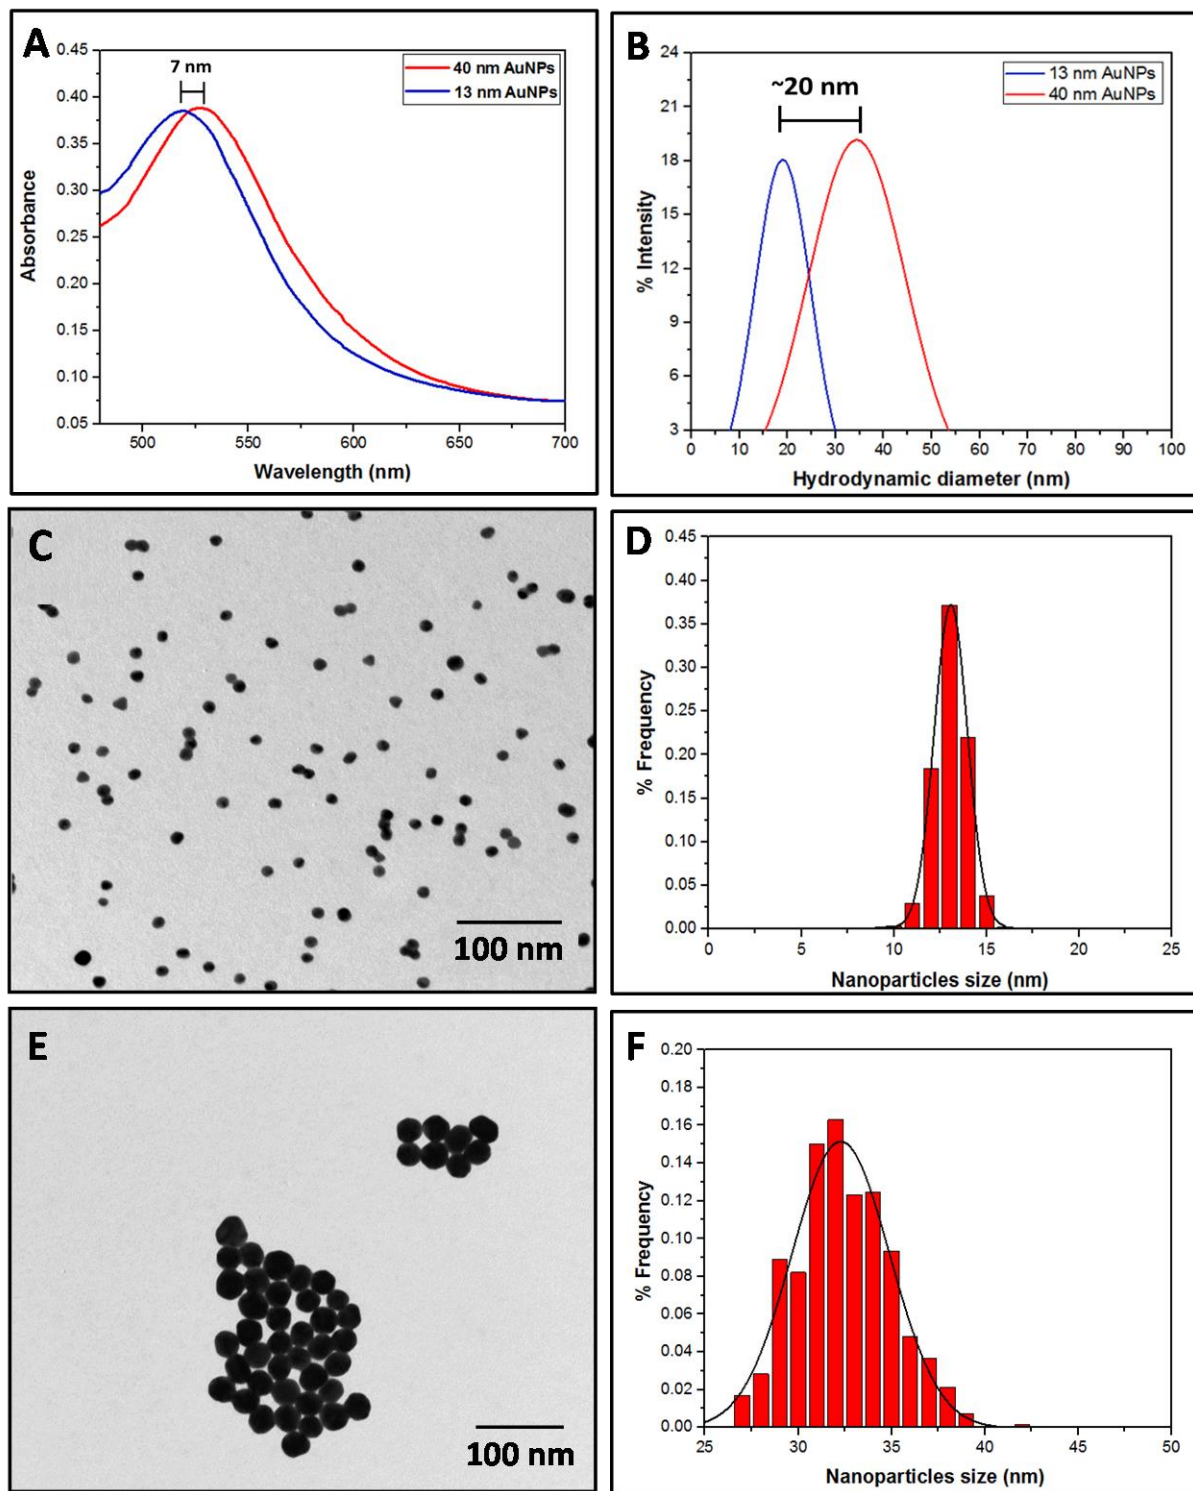 A
0.45
0.40
0.35
0.30
0.25
0.20
0.15
0.10
0.05
Absorbance
7 nm
40 nm AuNPs
13 nm AuNPs
500 550 600 650 700
Wavelength (nm)
B
24
21
18
15
12
9
6
3
% Intensity
~20 nm
13 nm AuNPs
40 nm AuNPs
0 10 20 30 40 50 60 70 80 90 100
Hydrodynamic diameter (nm)
C
100 nm
D
0.45
0.40
0.35
0.30
0.25
0.20
0.15
0.10
0.05
0.00
% Frequency
0 5 10 15 20 25
Nanoparticles size (nm)
E
100 nm
F
0.20
0.18
0.16
0.14
0.12
0.10
0.08
0.06
0.04
0.02
0.00
% Frequency
25 30 35 40 45 50
Nanoparticles size (nm)